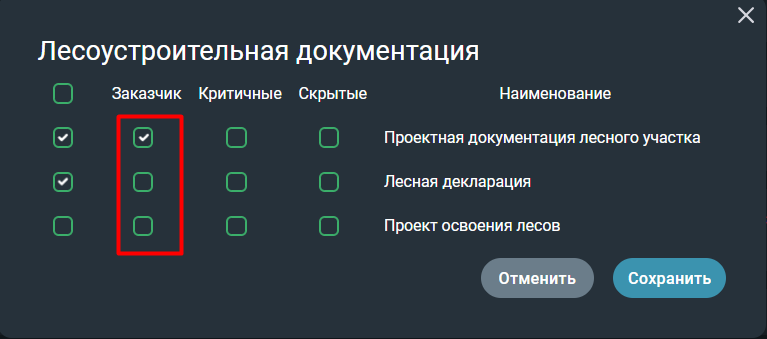 Лесоустроительная документация
Заказчик Критичные Скрытые Наименование
Проектная документация лесного участка
Лесная декларация
Проект освоения лесов
Отменить Сохранить